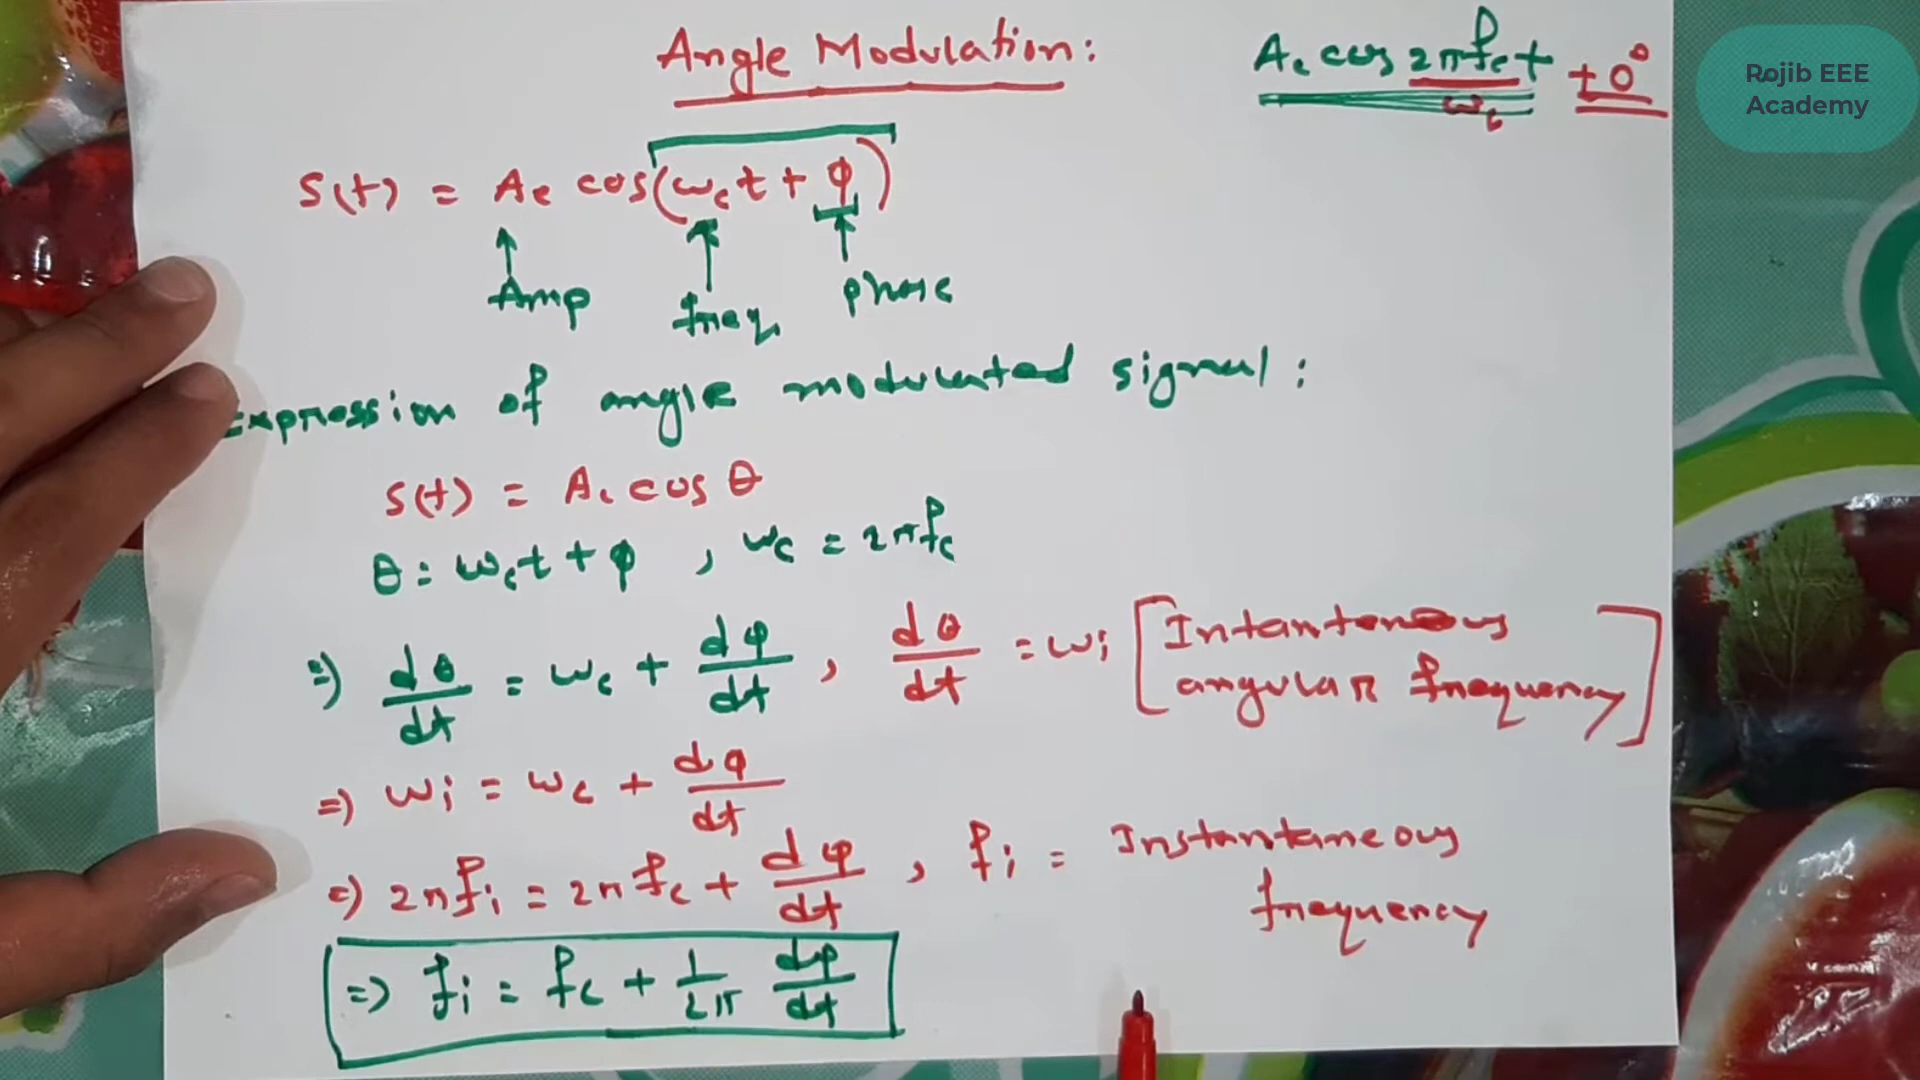 Angle Modulation:
Ac cos 2πfct + 0°
ωc
Rojib EEE
Academy
S(t) = Ac cos(ωct + φ)
Amp freq. phase
Expression of angle modulated signal:
S(t) = Ac cos θ
θ = ωct + φ , ωc = 2πfc
⇒) dθ/dt = ωc + dφ/dt , dθ/dt = ωi [Intantenous
angular frequency]
⇒) ωi = ωc + dφ/dt
⇒) 2πfi = 2πfc + dφ/dt , fi = Instantaneous
frequency
⇒) fi = fc + 1/2π dφ/dt